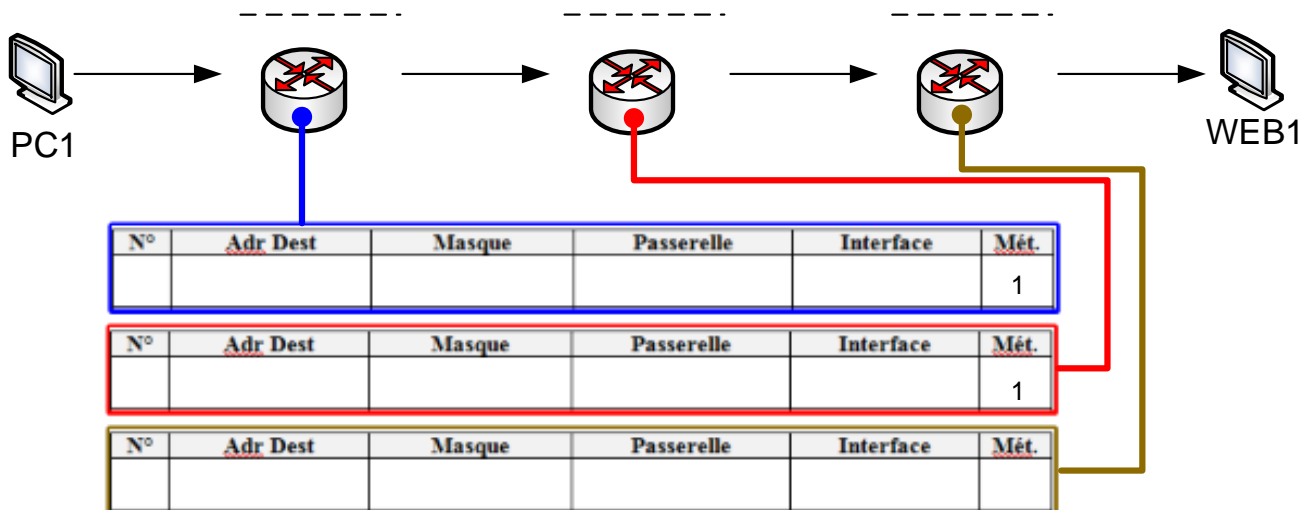 PC1
WEB1
N° Adr Dest Masque Passerelle Interface Mét.
1
N° Adr Dest Masque Passerelle Interface Mét.
1
N° Adr Dest Masque Passerelle Interface Mét.